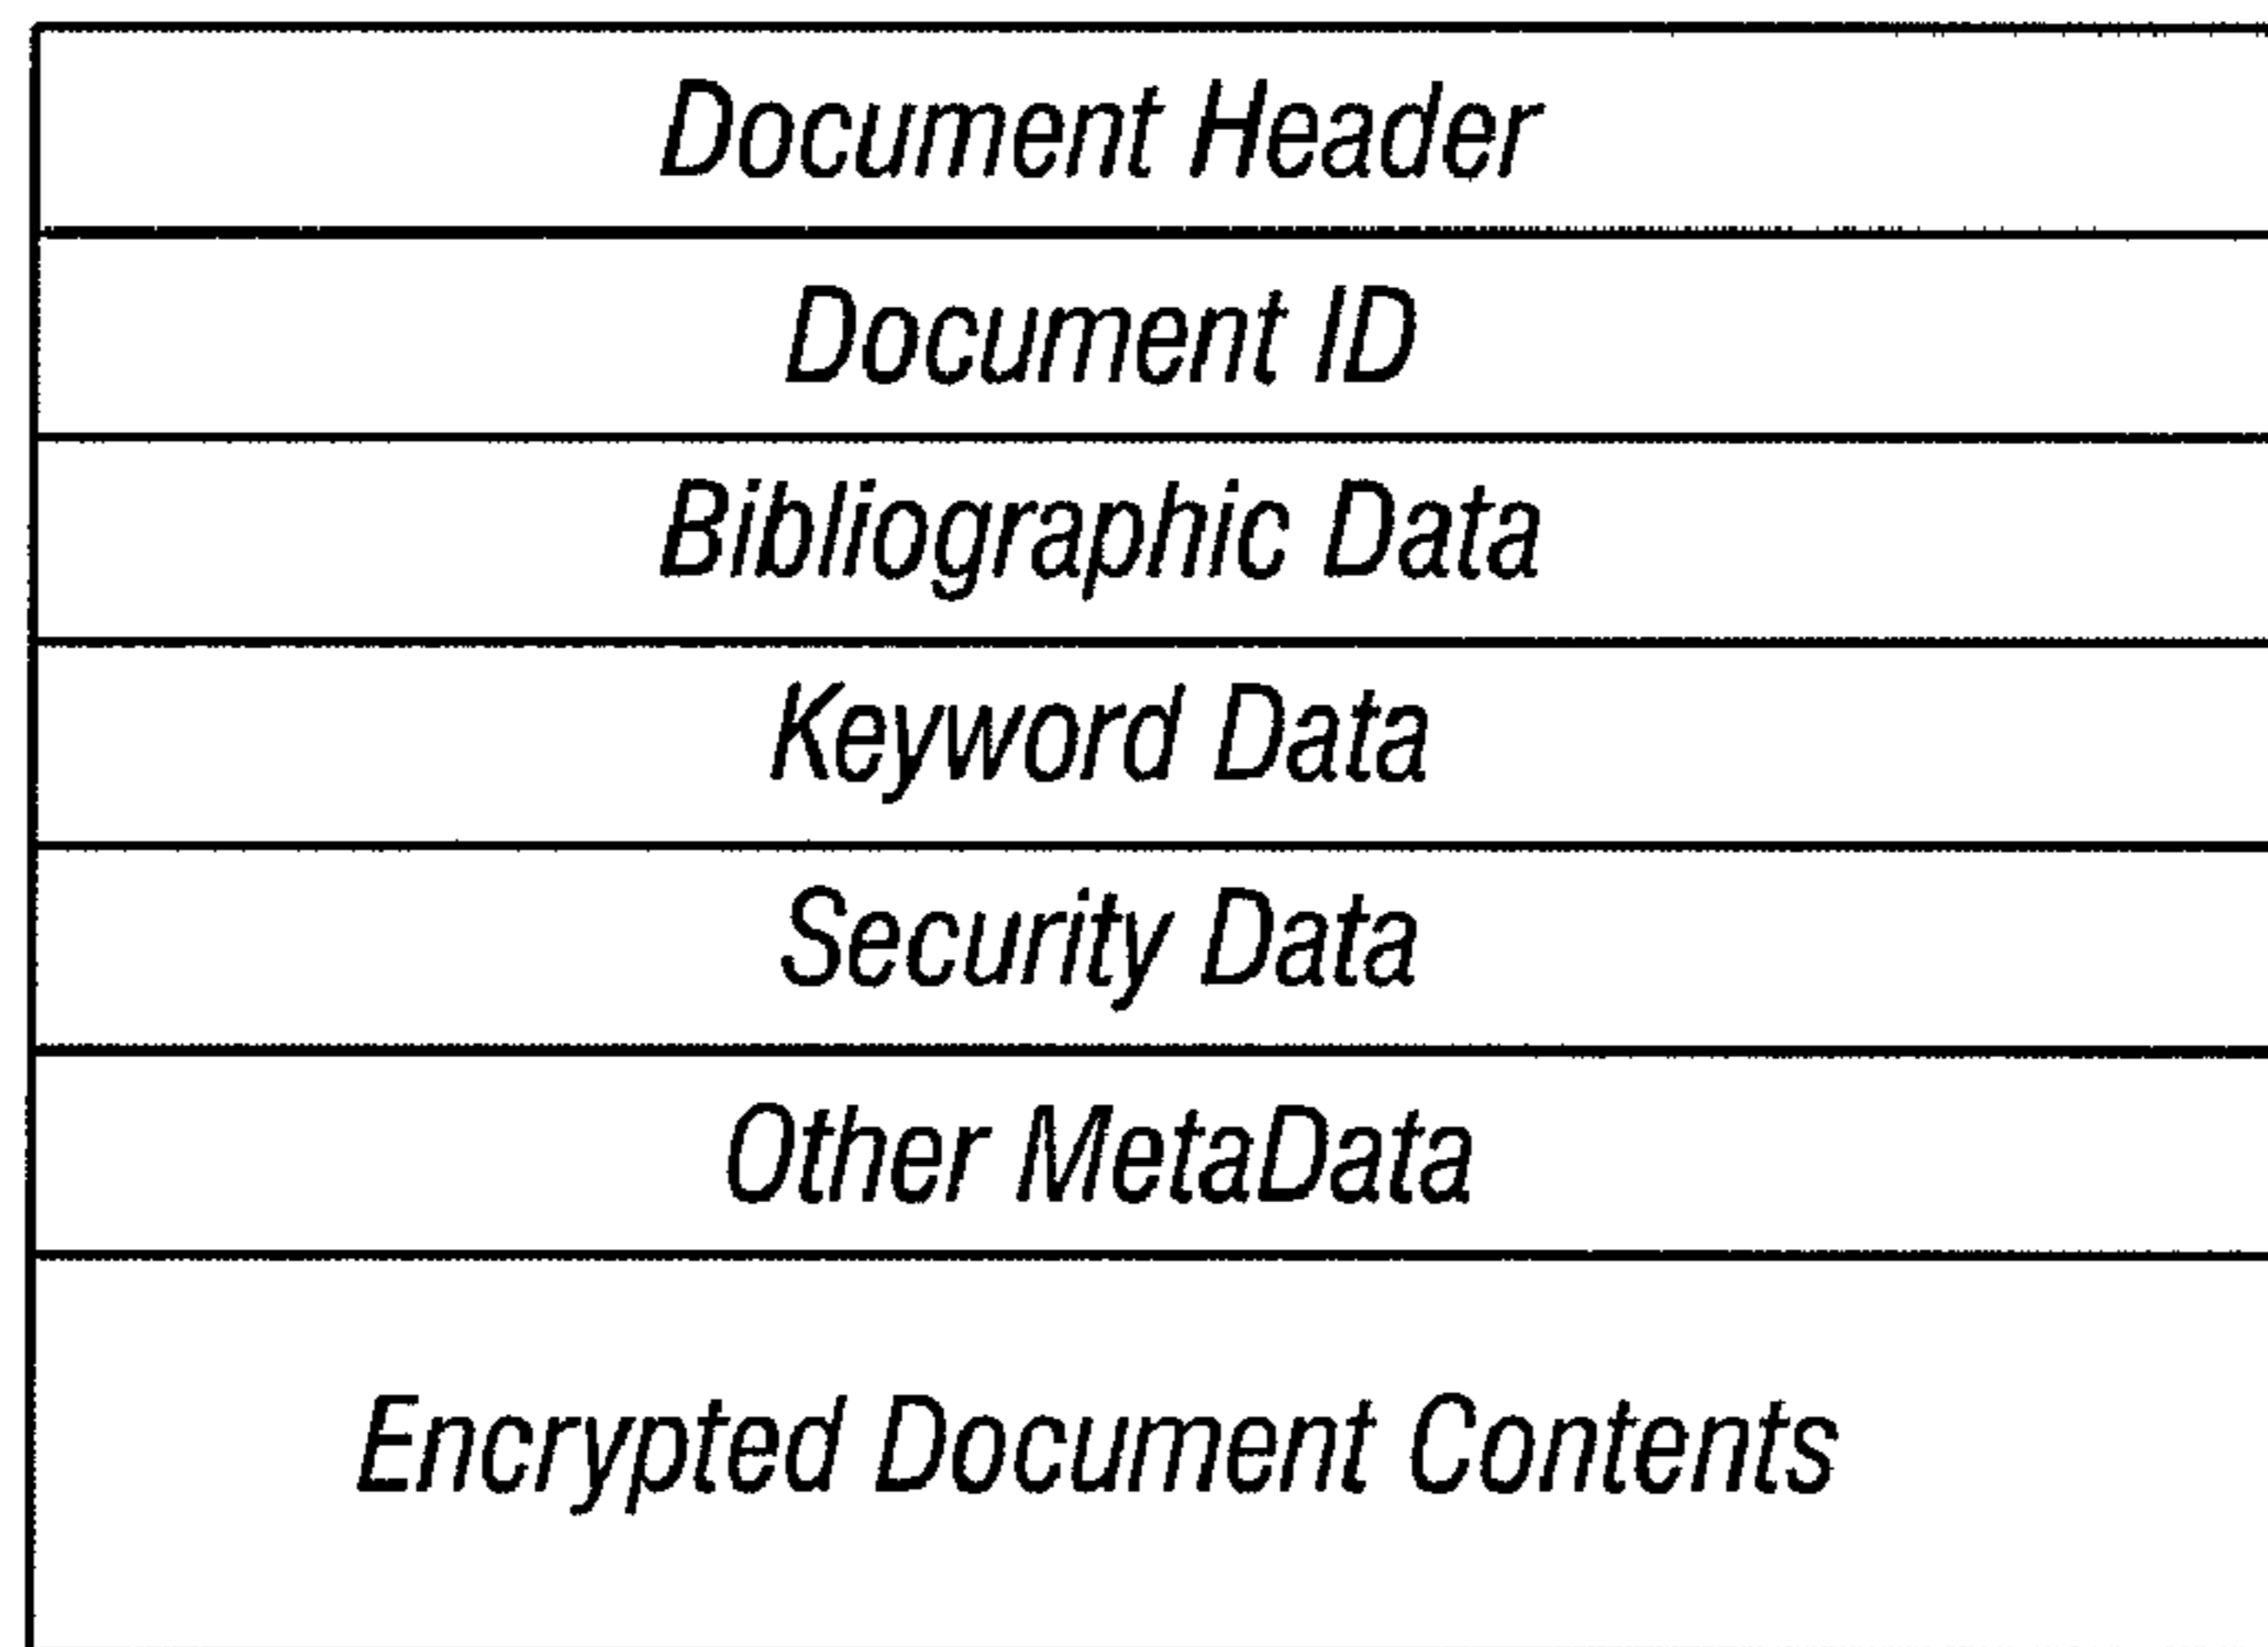 Document Header
Document ID
Bibliographic Data
Keyword Data
Security Data
Other MetaData
Encrypted Document Contents